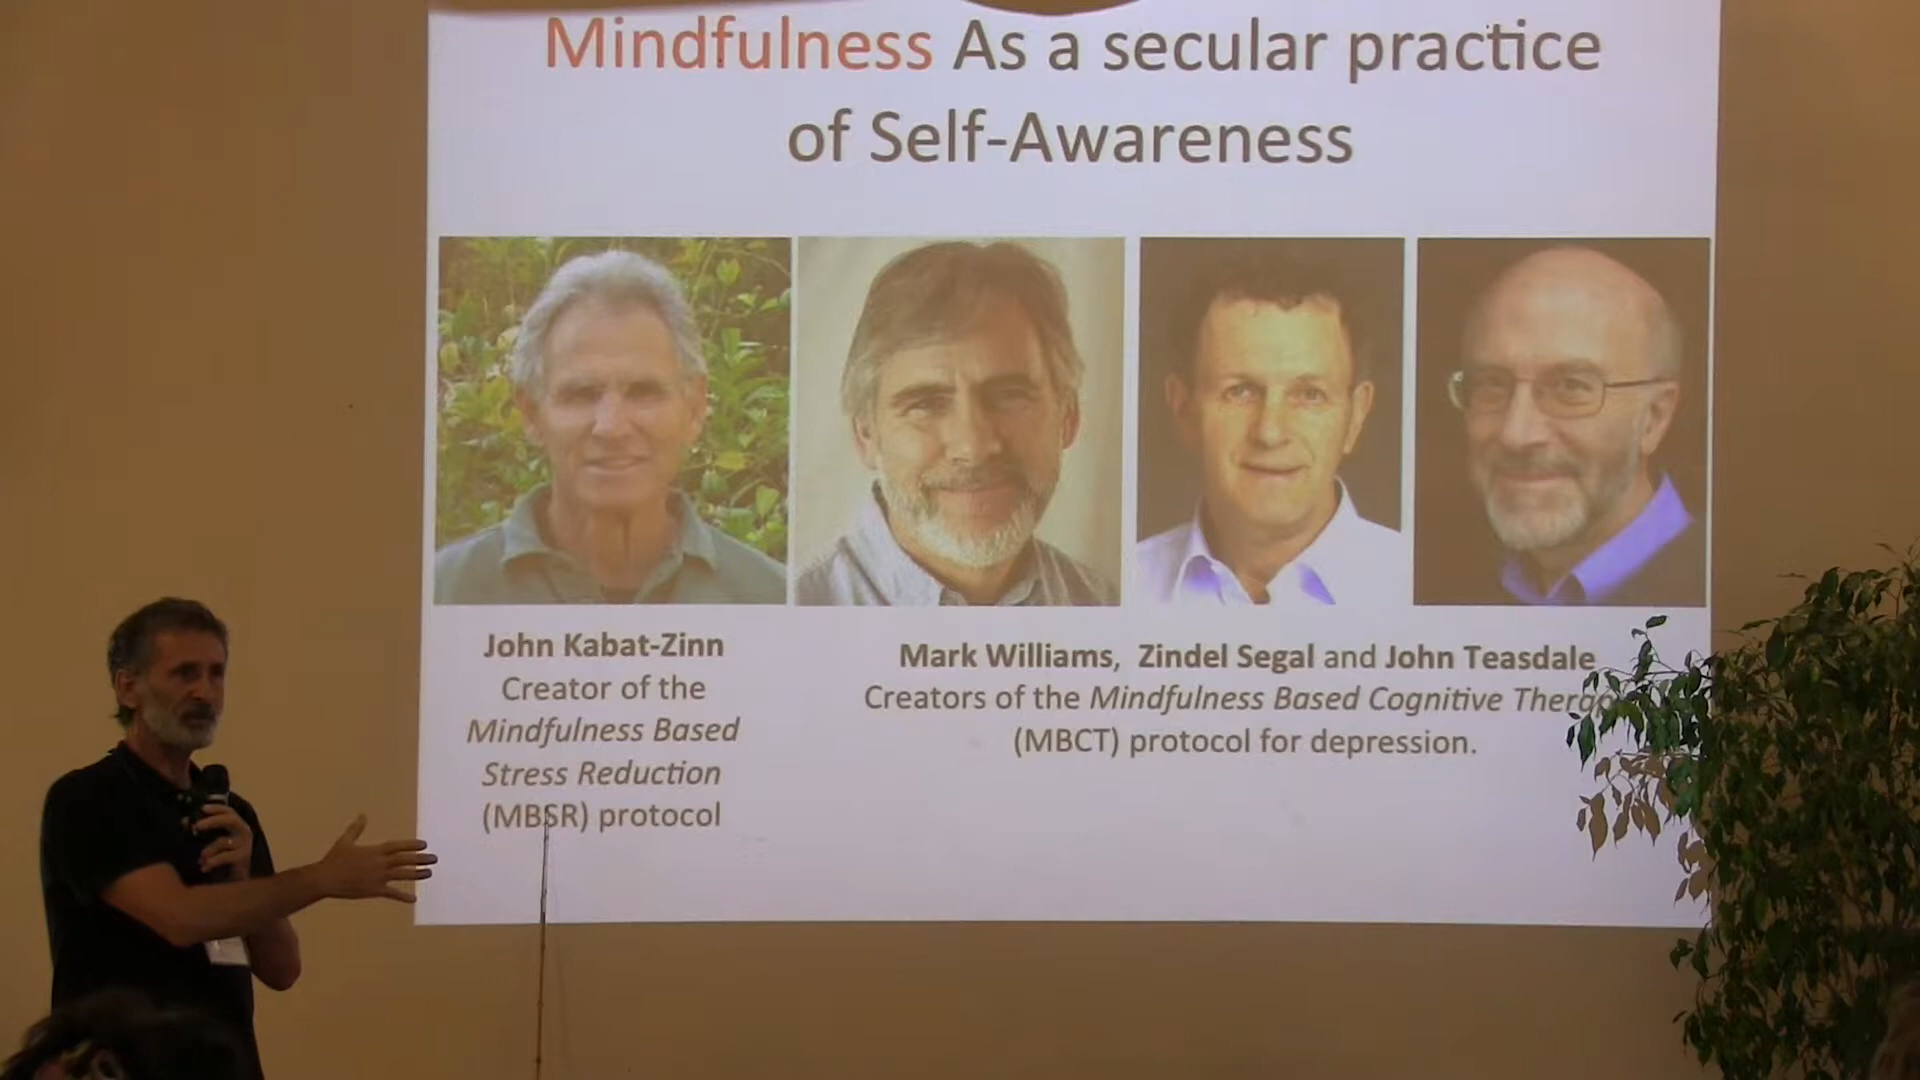 Mindfulness As a secular practice
of Self-Awareness
John Kabat-Zinn
Creator of the
Mindfulness Based
Stress Reduction
(MBSR) protocol
Mark Williams, Zindel Segal and John Teasdale
Creators of the Mindfulness Based Cognitive Therapy
(MBCT) protocol for depression.